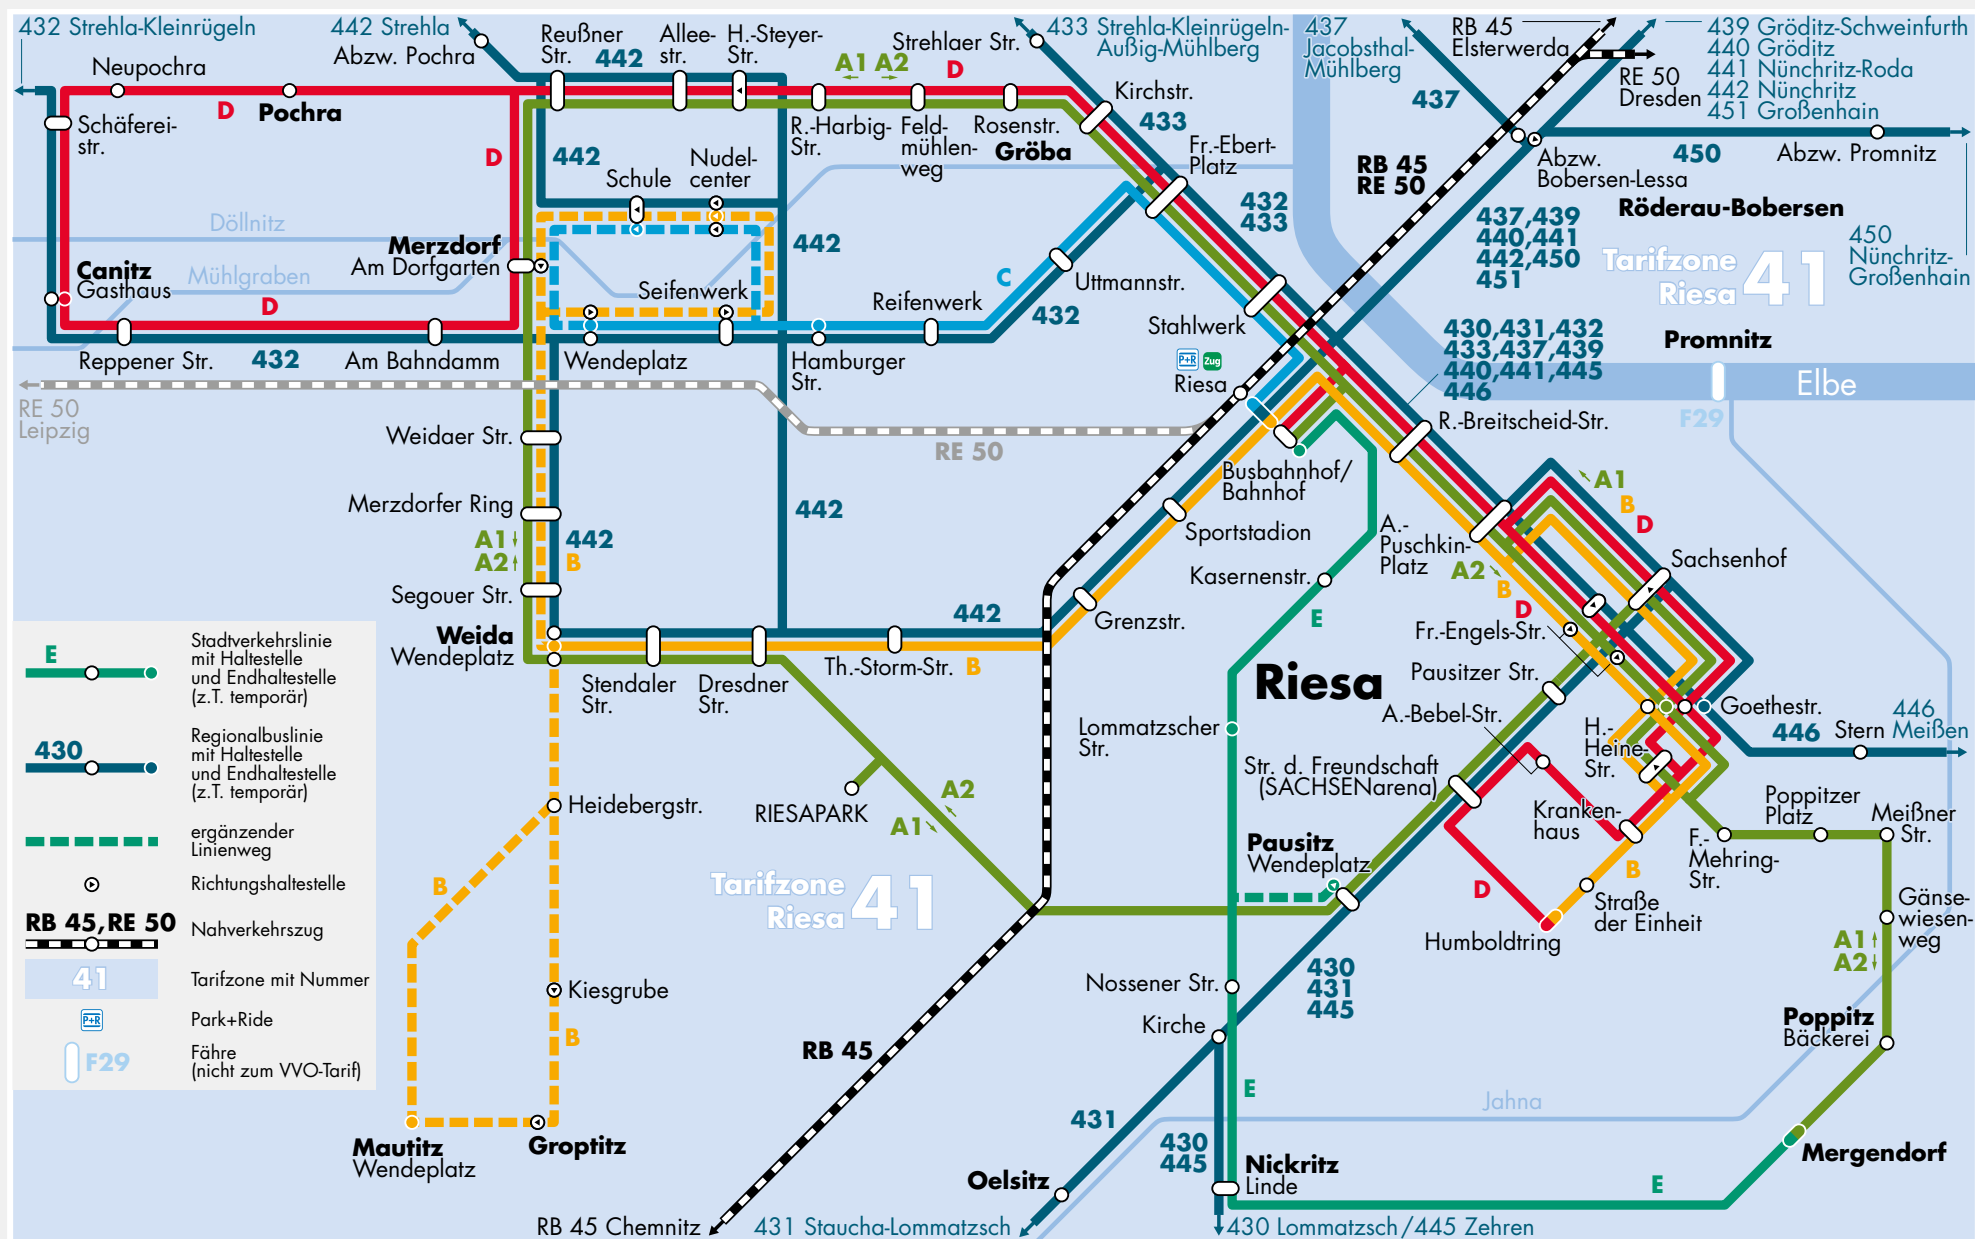 432 Strehla-Kleinrügeln
442 Strehla
Abzw. Pochra
Reußner
Str.
442
Allee-
str.
H.-Steyer-
Str.
A1 A2
D
Strehlaer Str.
433 Strehla-Kleinrügeln-
Außig-Mühlberg
437
Jacobsthal-
Mühlberg
RB 45
Elsterwerda
RE 50
Dresden
439 Gröditz-Schweinfurth
440 Gröditz
441 Nünchritz-Roda
442 Nünchritz
451 Großenhain
Neupochra
D
Pochra
Schäferei-
str.
D
442
Schule
Nudel-
center
R.-Harbig-
Str.
Feld-
mühlen-
weg
Rosenstr.
Gröba
Kirchstr.
433
Fr.-Ebert-
Platz
432
433
437
RB 45
RE 50
Abzw.
Bobersen-Lessa
450
Abzw. Promnitz
Röderau-Bobersen
437,439
440,441
442,450
451
Tarifzone
Riesa 41
450
Nünchritz-
Großenhain
Döllnitz
Mühlgraben
Merzdorf
Am Dorfgarten
442
Canitz
Gasthaus
D
Seifenwerk
Reifenwerk
C
Uttmannstr.
432
Stahlwerk
Reppener Str.
432
Am Bahndamm
Wendeplatz
Hamburger
Str.
P+R Zug
Riesa
430,431,432
433,437,439
440,441,445
446
Promnitz
Elbe
F29
RE 50
Leipzig
RE 50
Weidaer Str.
Merzdorfer Ring
A1
A2
442
B
442
Segouer Str.
Busbahnhof/
Bahnhof
Sportstadion
R.-Breitscheid-Str.
A1
B
D
A.-
Puschkin-
Platz
A2
B
D
Sachsenhof
Kasernenstr.
E
Grenzstr.
442
Weida
Wendeplatz
Stendaler
Str.
Dresdner
Str.
Th.-Storm-Str. B
Fr.-Engels-Str.
Riesa
Pausitzer Str.
A.-Bebel-Str.
Goethestr.
446
Stern
446
Meißen
Lommatzscher
Str.
Str. d. Freundschaft
(SACHSENarena)
H.-
Heine-
Str.
Kranken-
haus
Poppitzer
Platz
Meißner
Str.
F.-
Mehring-
Str.
RIESAPARK
A2
A1
Heidebergstr.
B
Tarifzone
Riesa 41
Pausitz
Wendeplatz
D
B
Straße
der Einheit
Humboldtring
Gänse-
wiesen-
weg
A1
A2
Kiesgrube
B
Nossener Str.
430
431
445
Kirche
RB 45
E
Poppitz
Bäckerei
Jahna
Mautitz
Wendeplatz
Groptitz
431
430
445
Oelsitz
Nickritz
Linde
E
Mergendorf
RB 45 Chemnitz
431 Staucha-Lommatzsch
430 Lommatzsch/445 Zehren
E
Stadtverkehrslinie
mit Haltestelle
und Endhaltestelle
(z.T. temporär)
430
Regionalbuslinie
mit Haltestelle
und Endhaltestelle
(z.T. temporär)
ergänzender
Linienweg
Richtungshaltestelle
RB 45,RE 50
Nahverkehrszug
41
Tarifzone mit Nummer
P+R
Park+Ride
F29
Fähre
(nicht zum VVO-Tarif)